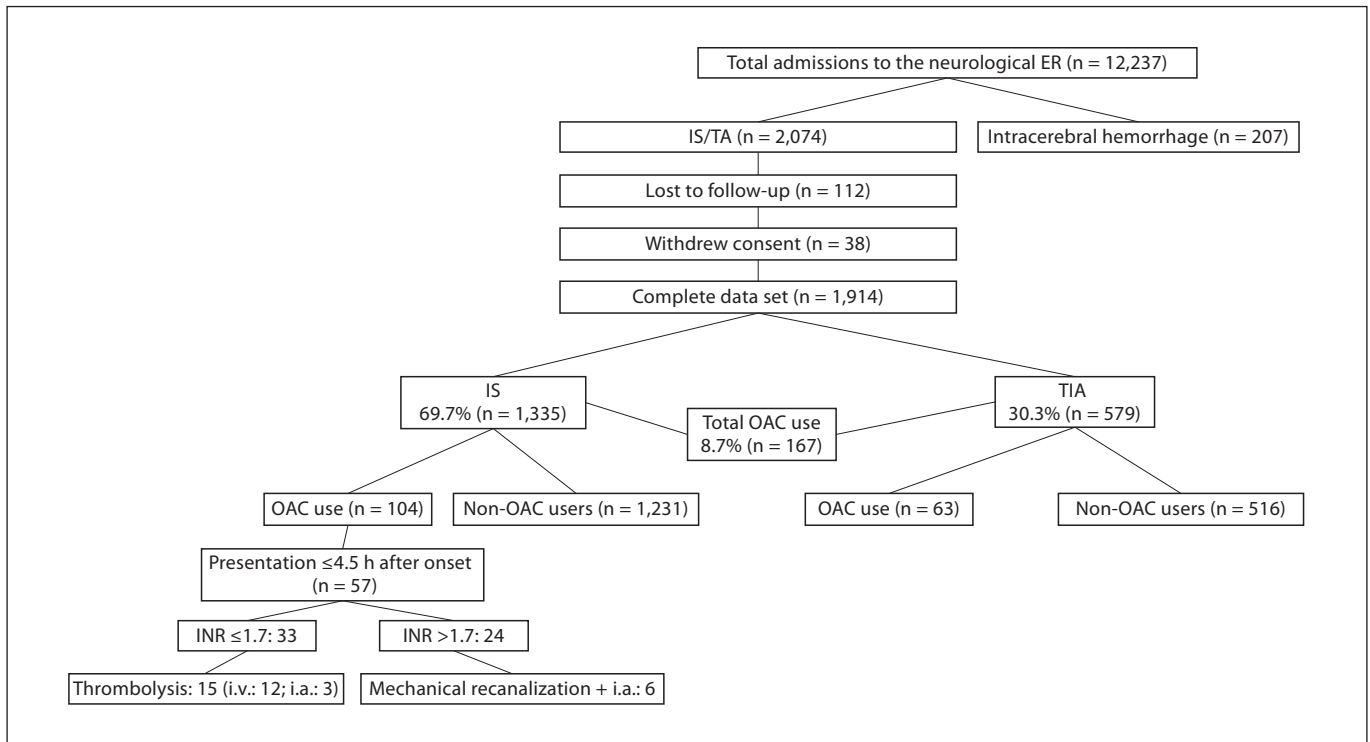 Total admissions to the neurological ER (n = 12,237)
IS/TA (n = 2,074)
Intracerebral hemorrhage (n = 207)
Lost to follow-up (n = 112)
Withdrew consent (n = 38)
Complete data set (n = 1,914)
IS
69.7% (n = 1,335)
Total OAC use
8.7% (n = 167)
TIA
30.3% (n = 579)
OAC use (n = 104)
Non-OAC users (n = 1,231)
OAC use (n = 63)
Non-OAC users (n = 516)
Presentation ≤4.5 h after onset
(n = 57)
INR ≤1.7: 33
INR >1.7: 24
Thrombolysis: 15 (i.v.: 12; i.a.: 3)
Mechanical recanalization + i.a.: 6